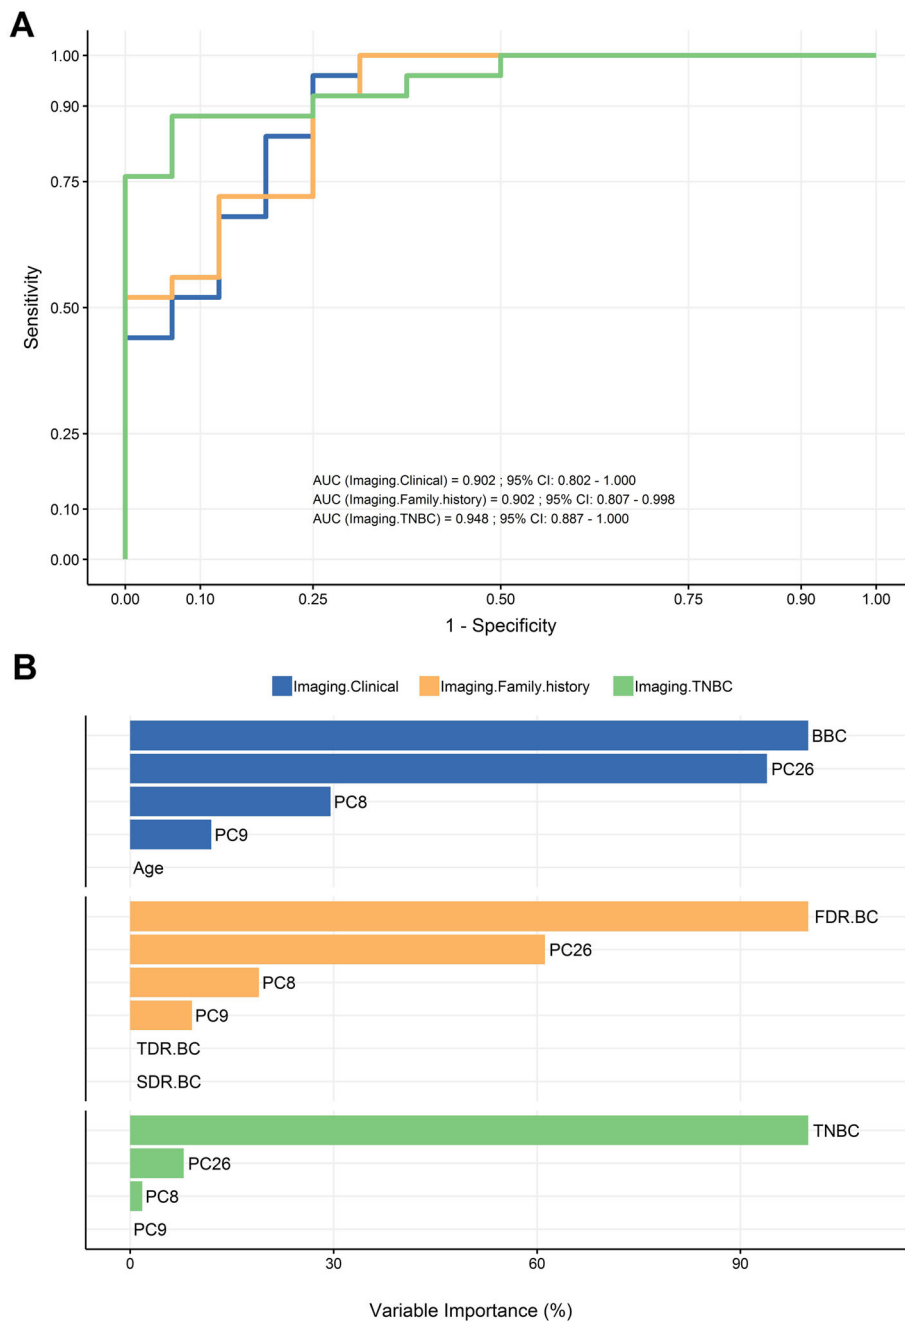 A
1.00
0.90
0.75
0.50
0.25
0.10
0.00
Sensitivity
AUC (Imaging.Clinical) = 0.902 ; 95% CI: 0.802 - 1.000
AUC (Imaging.Family.history) = 0.902 ; 95% CI: 0.807 - 0.998
AUC (Imaging.TNBC) = 0.948 ; 95% CI: 0.887 - 1.000
0.00 0.10 0.25 0.50 0.75 0.90 1.00
1 - Specificity
B
Imaging.Clinical Imaging.Family.history Imaging.TNBC
BBC
PC26
PC8
PC9
Age
FDR.BC
PC26
PC8
PC9
TDR.BC
SDR.BC
TNBC
PC26
PC8
PC9
0 30 60 90
Variable Importance (%)